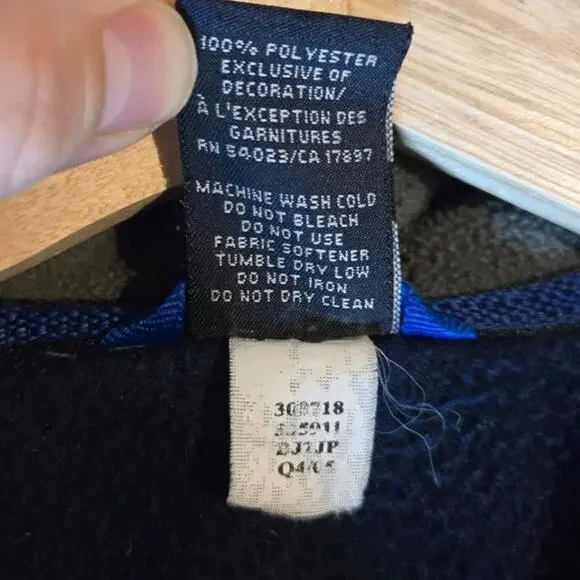 100% POLYESTER
EXCLUSIVE OF
DECORATION/
À L'EXCEPTION DES
GARNITURES
RN 54023/CA 17897
MACHINE WASH COLD
DO NOT BLEACH
DO NOT USE
FABRIC SOFTENER
TUMBLE DRY LOW
DO NOT IRON
DO NOT DRY CLEAN